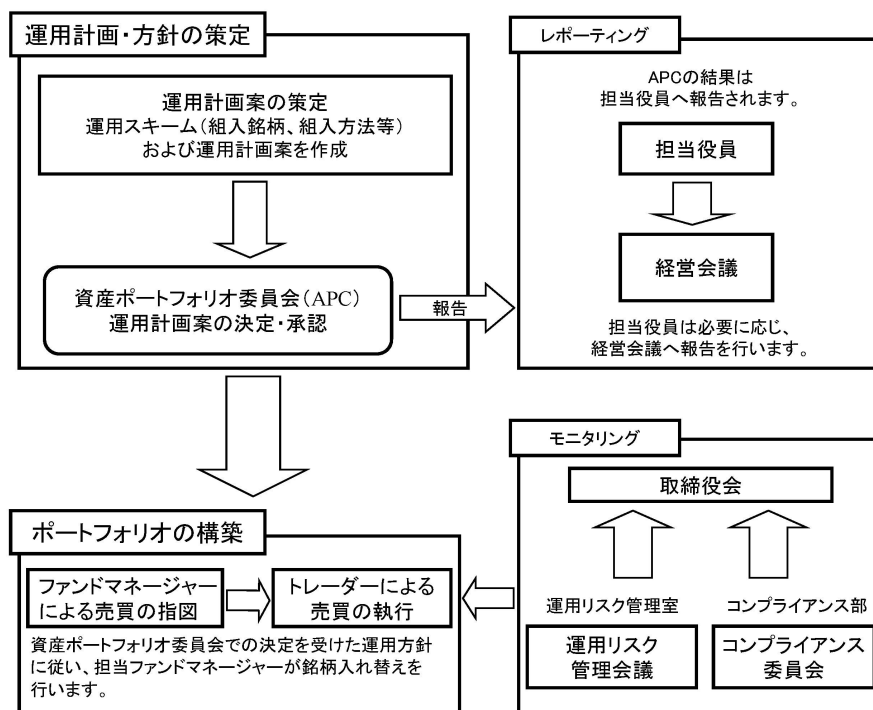 運用計画・方針の策定
運用計画案の策定
運用スキーム(組入銘柄、組入方法等)
および運用計画案を作成
資産ポートフォリオ委員会(APC)
運用計画案の決定・承認
報告
レポーティング
APCの結果は
担当役員へ報告されます。
担当役員
経営会議
担当役員は必要に応じ、
経営会議へ報告を行います。
ポートフォリオの構築
ファンドマネージャー
による売買の指図
トレーダーによる
売買の執行
資産ポートフォリオ委員会での決定を受けた運用方針
に従い、担当ファンドマネージャーが銘柄入れ替えを
行います。
モニタリング
取締役会
運用リスク管理室
運用リスク
管理会議
コンプライアンス部
コンプライアンス
委員会